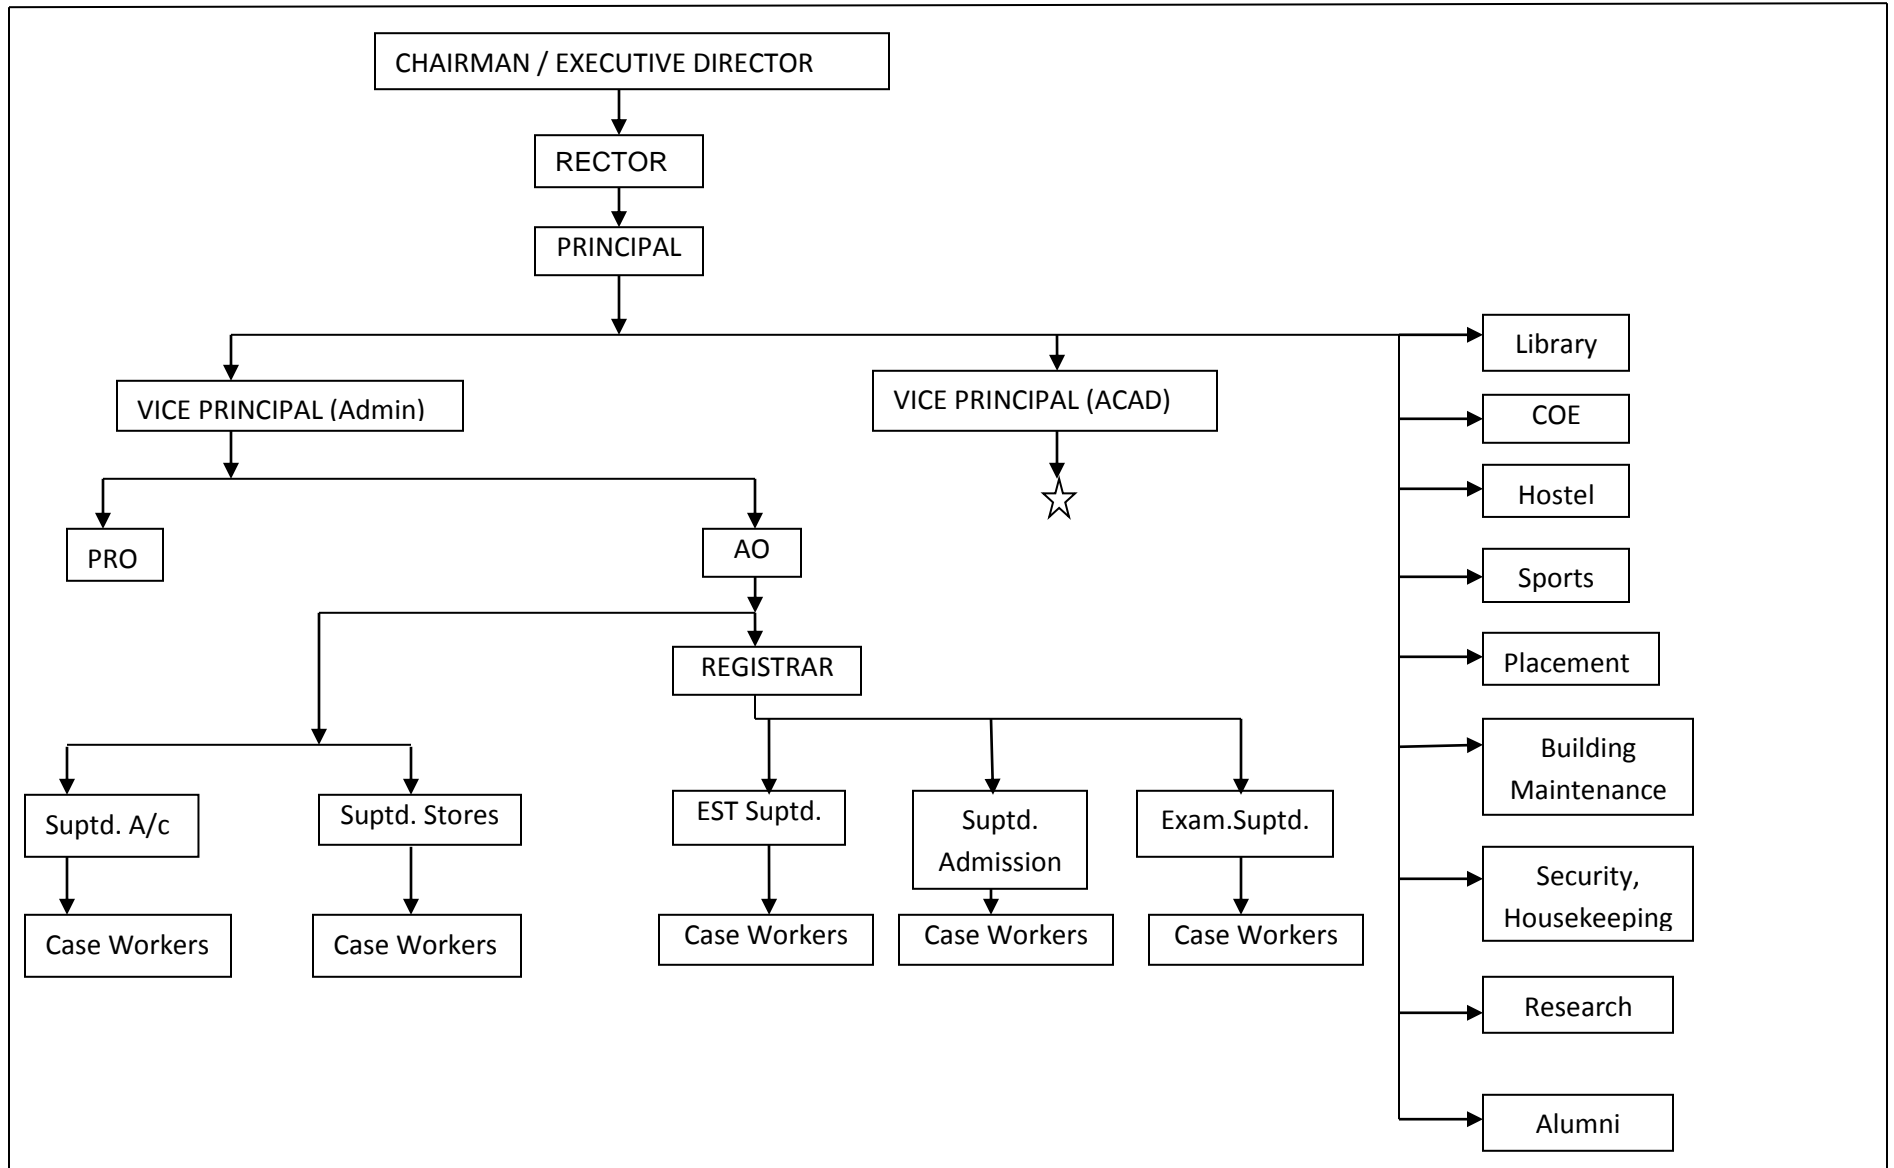 CHAIRMAN / EXECUTIVE DIRECTOR
RECTOR
PRINCIPAL
VICE PRINCIPAL (Admin)
VICE PRINCIPAL (ACAD)
PRO
AO
REGISTRAR
Suptd. A/c
Suptd. Stores
EST Suptd.
Suptd.
Admission
Exam.Suptd.
Case Workers
Case Workers
Case Workers
Case Workers
Case Workers
Library
COE
Hostel
Sports
Placement
Building
Maintenance
Security,
Housekeeping
Research
Alumni